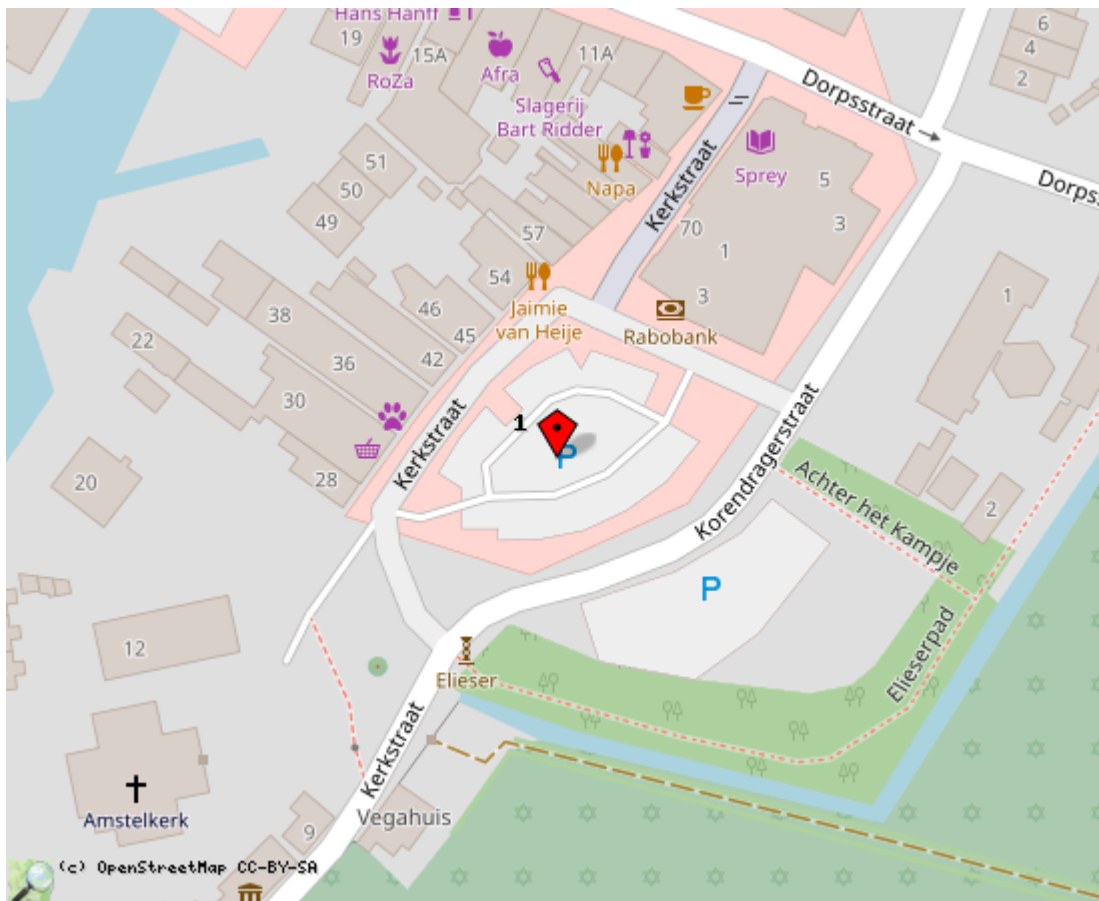 Hans Hanff
19
15A
RoZa
Afra
11A
Slagerij
Bart Ridder
6
4
2
Dorpsstraat →
Dorpss
Kerkstraat
Sprey
5
3
70
1
3
Napa
51
50
49
57
54
Jaimie
van Heije
Rabobank
46
45
42
38
36
22
30
28
20
1
Kerkstraat
1
P
Korendragerstraat
Achter het Kampje
2
P
Elieserpad
12
Elieser
Kerkstraat
Amstelkerk
Vegahuis
9
(c) OpenStreetMap CC-BY-SA